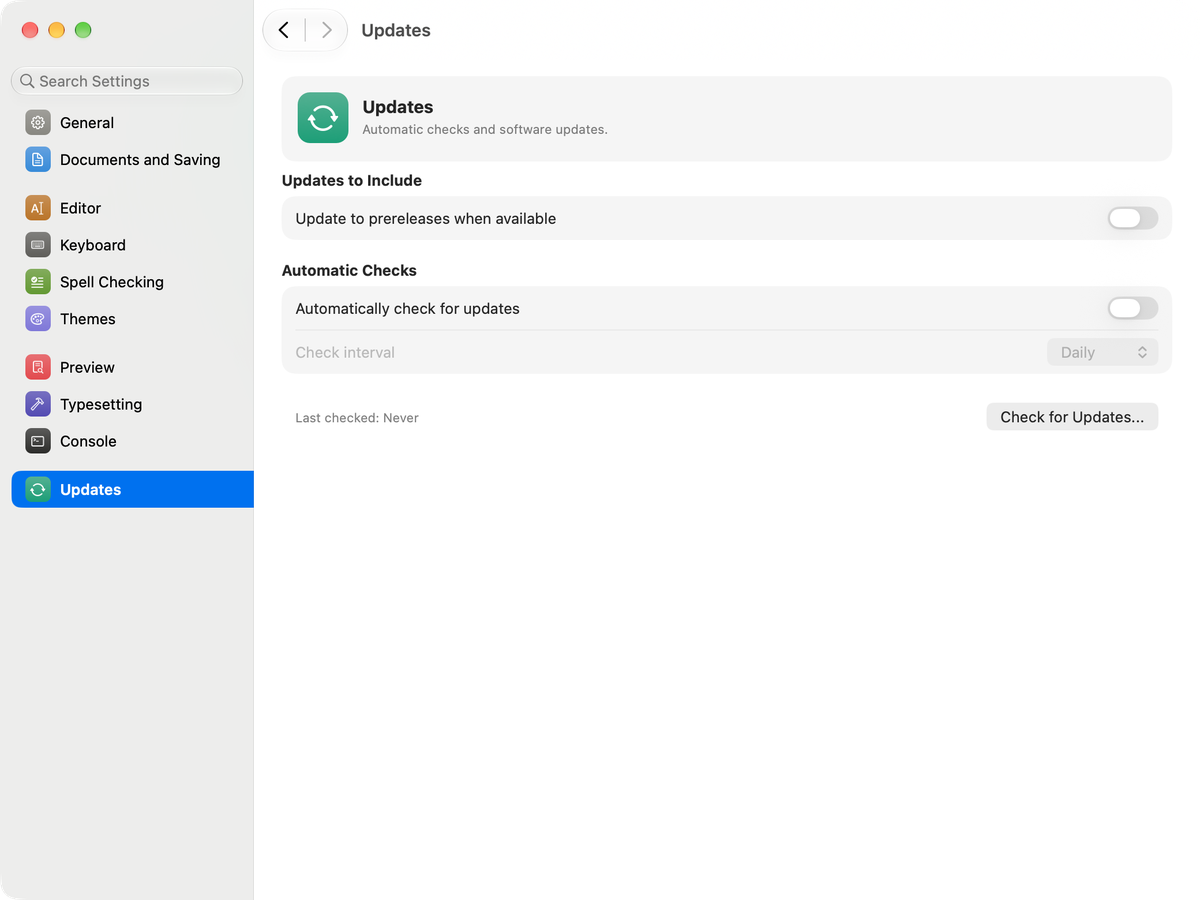 Updates
Search Settings
General
Documents and Saving
Editor
Keyboard
Spell Checking
Themes
Preview
Typesetting
Console
Updates
Updates
Automatic checks and software updates.
Updates to Include
Update to prereleases when available
Automatic Checks
Automatically check for updates
Check interval
Daily
Last checked: Never
Check for Updates...